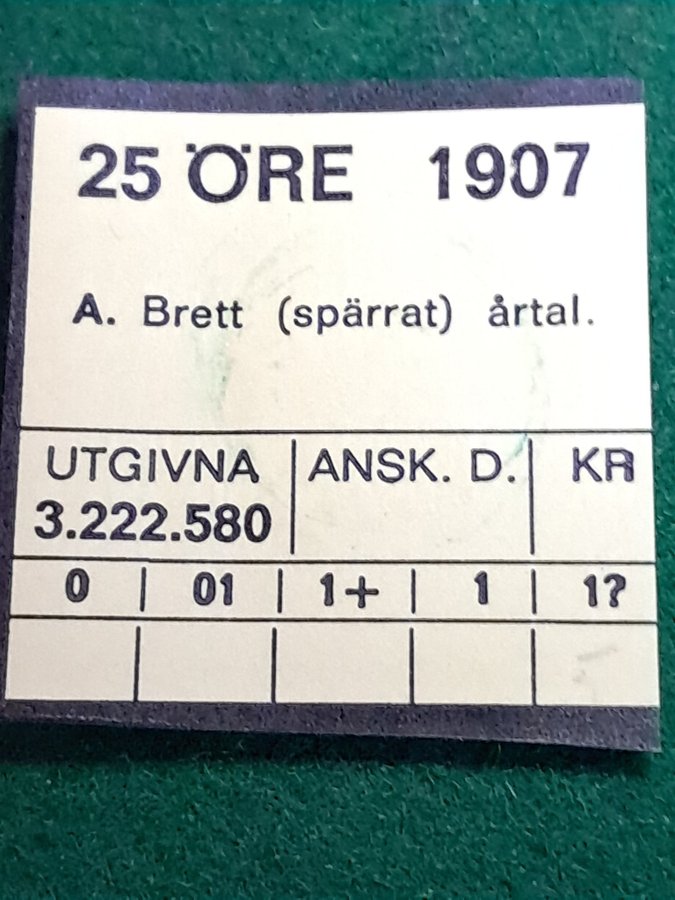 25 ÖRE 1907
A. Brett (spärrat) årtal.
UTGIVNA | ANSK. D. | KR
3.222.580
0 | 01 | 1+ | 1 | 1?